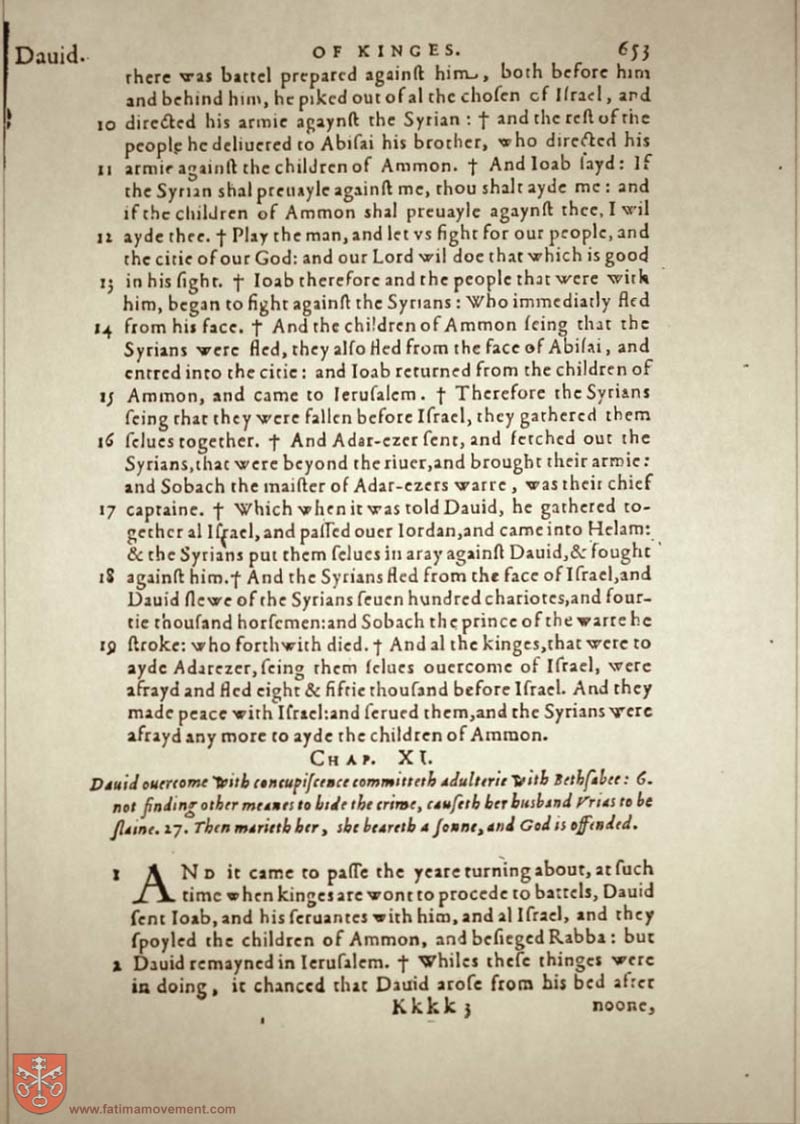 Dauid. OF KINGES. 653
there was battel prepared againſt him, both before him
and behind him, he piked out of al the choſen of Iſrael, and
10 directed his armie agaynſt the Syrian : † and the reſt of the
people he deliuered to Abiſai his brother, who directed his
11 armie againſt the children of Ammon. † And Ioab ſayd: If
the Syrian shal preuayle againſt me, thou shalt ayde me : and
if the children of Ammon shal preuayle agaynſt thee, I wil
12 ayde thee. † Play the man, and let vs fight for our people, and
the citie of our God: and our Lord wil doe that which is good
13 in his ſight. † Ioab therefore and the people that were with
him, began to fight againſt the Syrians : Who immediatly fled
14 from his face. † And the children of Ammon ſeing that the
Syrians were fled, they alſo fled from the face of Abiſai, and
entred into the citie : and Ioab returned from the children of
15 Ammon, and came to Ieruſalem. † Therefore the Syrians
ſeing that they were fallen before Iſrael, they gathered them
16 ſelues together. † And Adar-ezer ſent, and fetched out the
Syrians, that were beyond the riuer, and brought their armie:
and Sobach the maiſter of Adar-ezers warre, was their chief
17 captaine. † Which when it was told Dauid, he gathered to-
gether al Iſrael, and paſſed ouer Iordan, and came into Helam:
& the Syrians put them ſelues in aray againſt Dauid, & fought
18 againſt him. † And the Syrians fled from the face of Iſrael, and
Dauid ſlewe of the Syrians ſeuen hundred chariotes, and four-
tie thouſand horſemen: and Sobach the prince of the warre he
19 ſtroke: who forthwith died. † And al the kinges, that were to
ayde Adarezer, ſeing them ſelues ouercome of Iſrael, were
afrayd and fled eight & fiftie thouſand before Iſrael. And they
made peace with Iſrael: and ſerued them, and the Syrians were
afrayd any more to ayde the children of Ammon.
CHAP. XI.
Dauid ouercome with concupiſcence committeth adulterie with Bethſabee: 6.
not finding other meanes to hide the crime, cauſeth her husband Vrias to be
ſlaine. 27. Then marieth her, she beareth a ſonne, and God is offended.
1 AND it came to paſſe the yeare turning about, at ſuch
time when kinges are wont to procede to battels, Dauid
ſent Ioab, and his ſeruantes with him, and al Iſrael, and they
ſpoyled the children of Ammon, and beſieged Rabba : but
2 Dauid remayned in Ieruſalem. † Whiles theſe thinges were
in doing, it chanced that Dauid aroſe from his bed after
Kkkk 3 noone,
www.fatimamovement.com